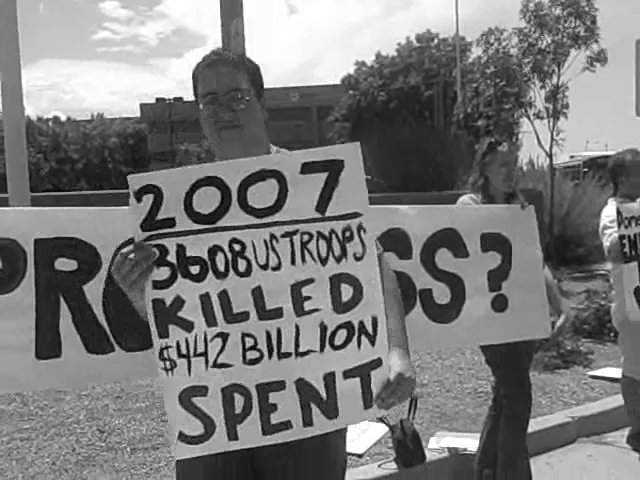 2007
3608 US TROOPS
KILLED
$442 BILLION
SPENT
PRO SS?